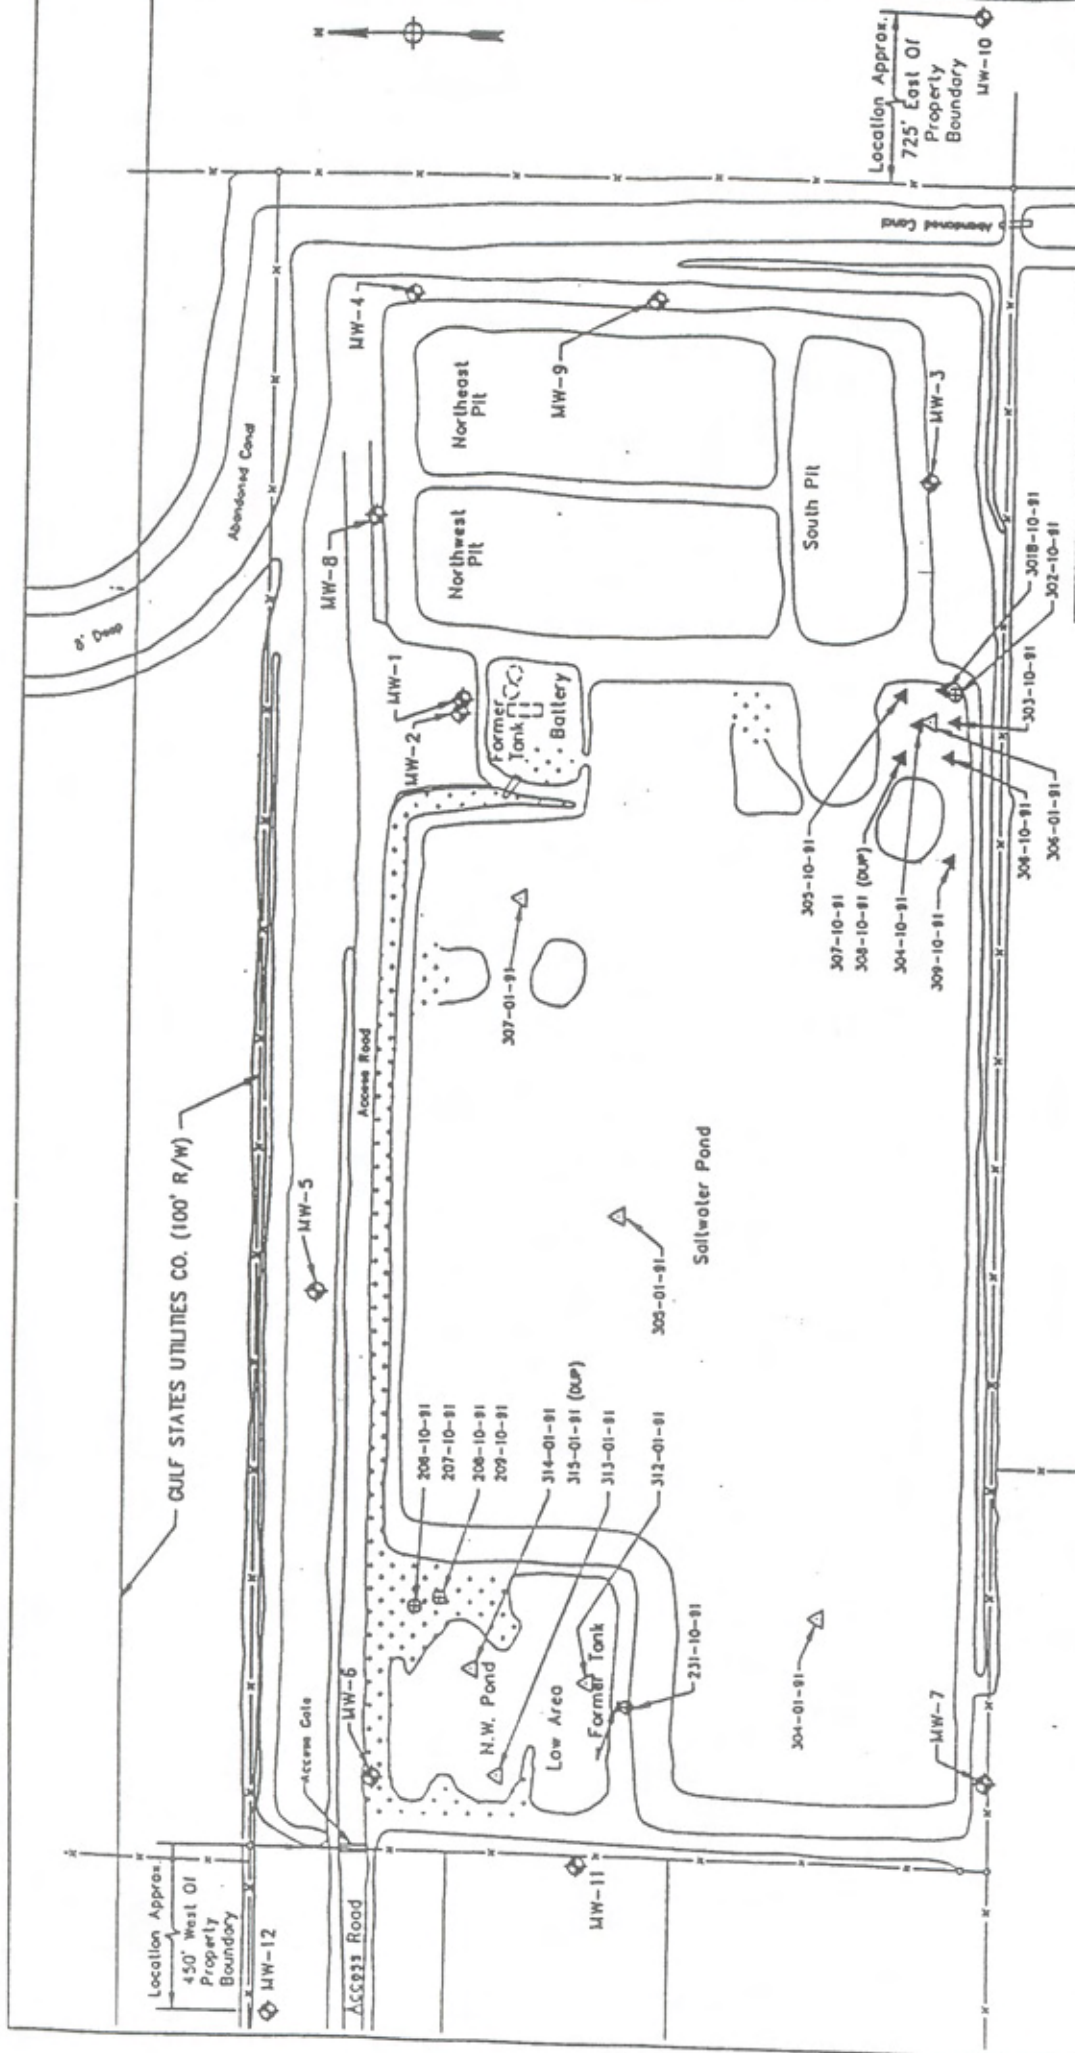 Location Approx.
450' West Of
Property
Boundary
MW-12
Access Road
GULF STATES UTILITIES CO. (100' R/W)
Access Gate
MW-6
MW-11
N.W. Pond
Low Area
Former Tank
206-10-91
207-10-91
208-10-91
209-10-91
314-01-91
315-01-91 (DUP)
313-01-91
312-01-91
231-10-91
304-01-91
MW-7
MW-5
Access Road
305-01-91
Saltwater Pond
307-01-91
MW-2
MW-1
Former
Tank
Battery
MW-8
Abandoned Canal
MW-4
Northwest
Pit
Northeast
Pit
MW-9
South Pit
MW-3
305-10-91
307-10-91
308-10-91 (DUP)
304-10-91
309-10-91
301B-10-91
302-10-91
303-10-91
306-10-91
306-01-91
Abandoned Canal
Location Approx.
725' East Of
Property
Boundary
MW-10